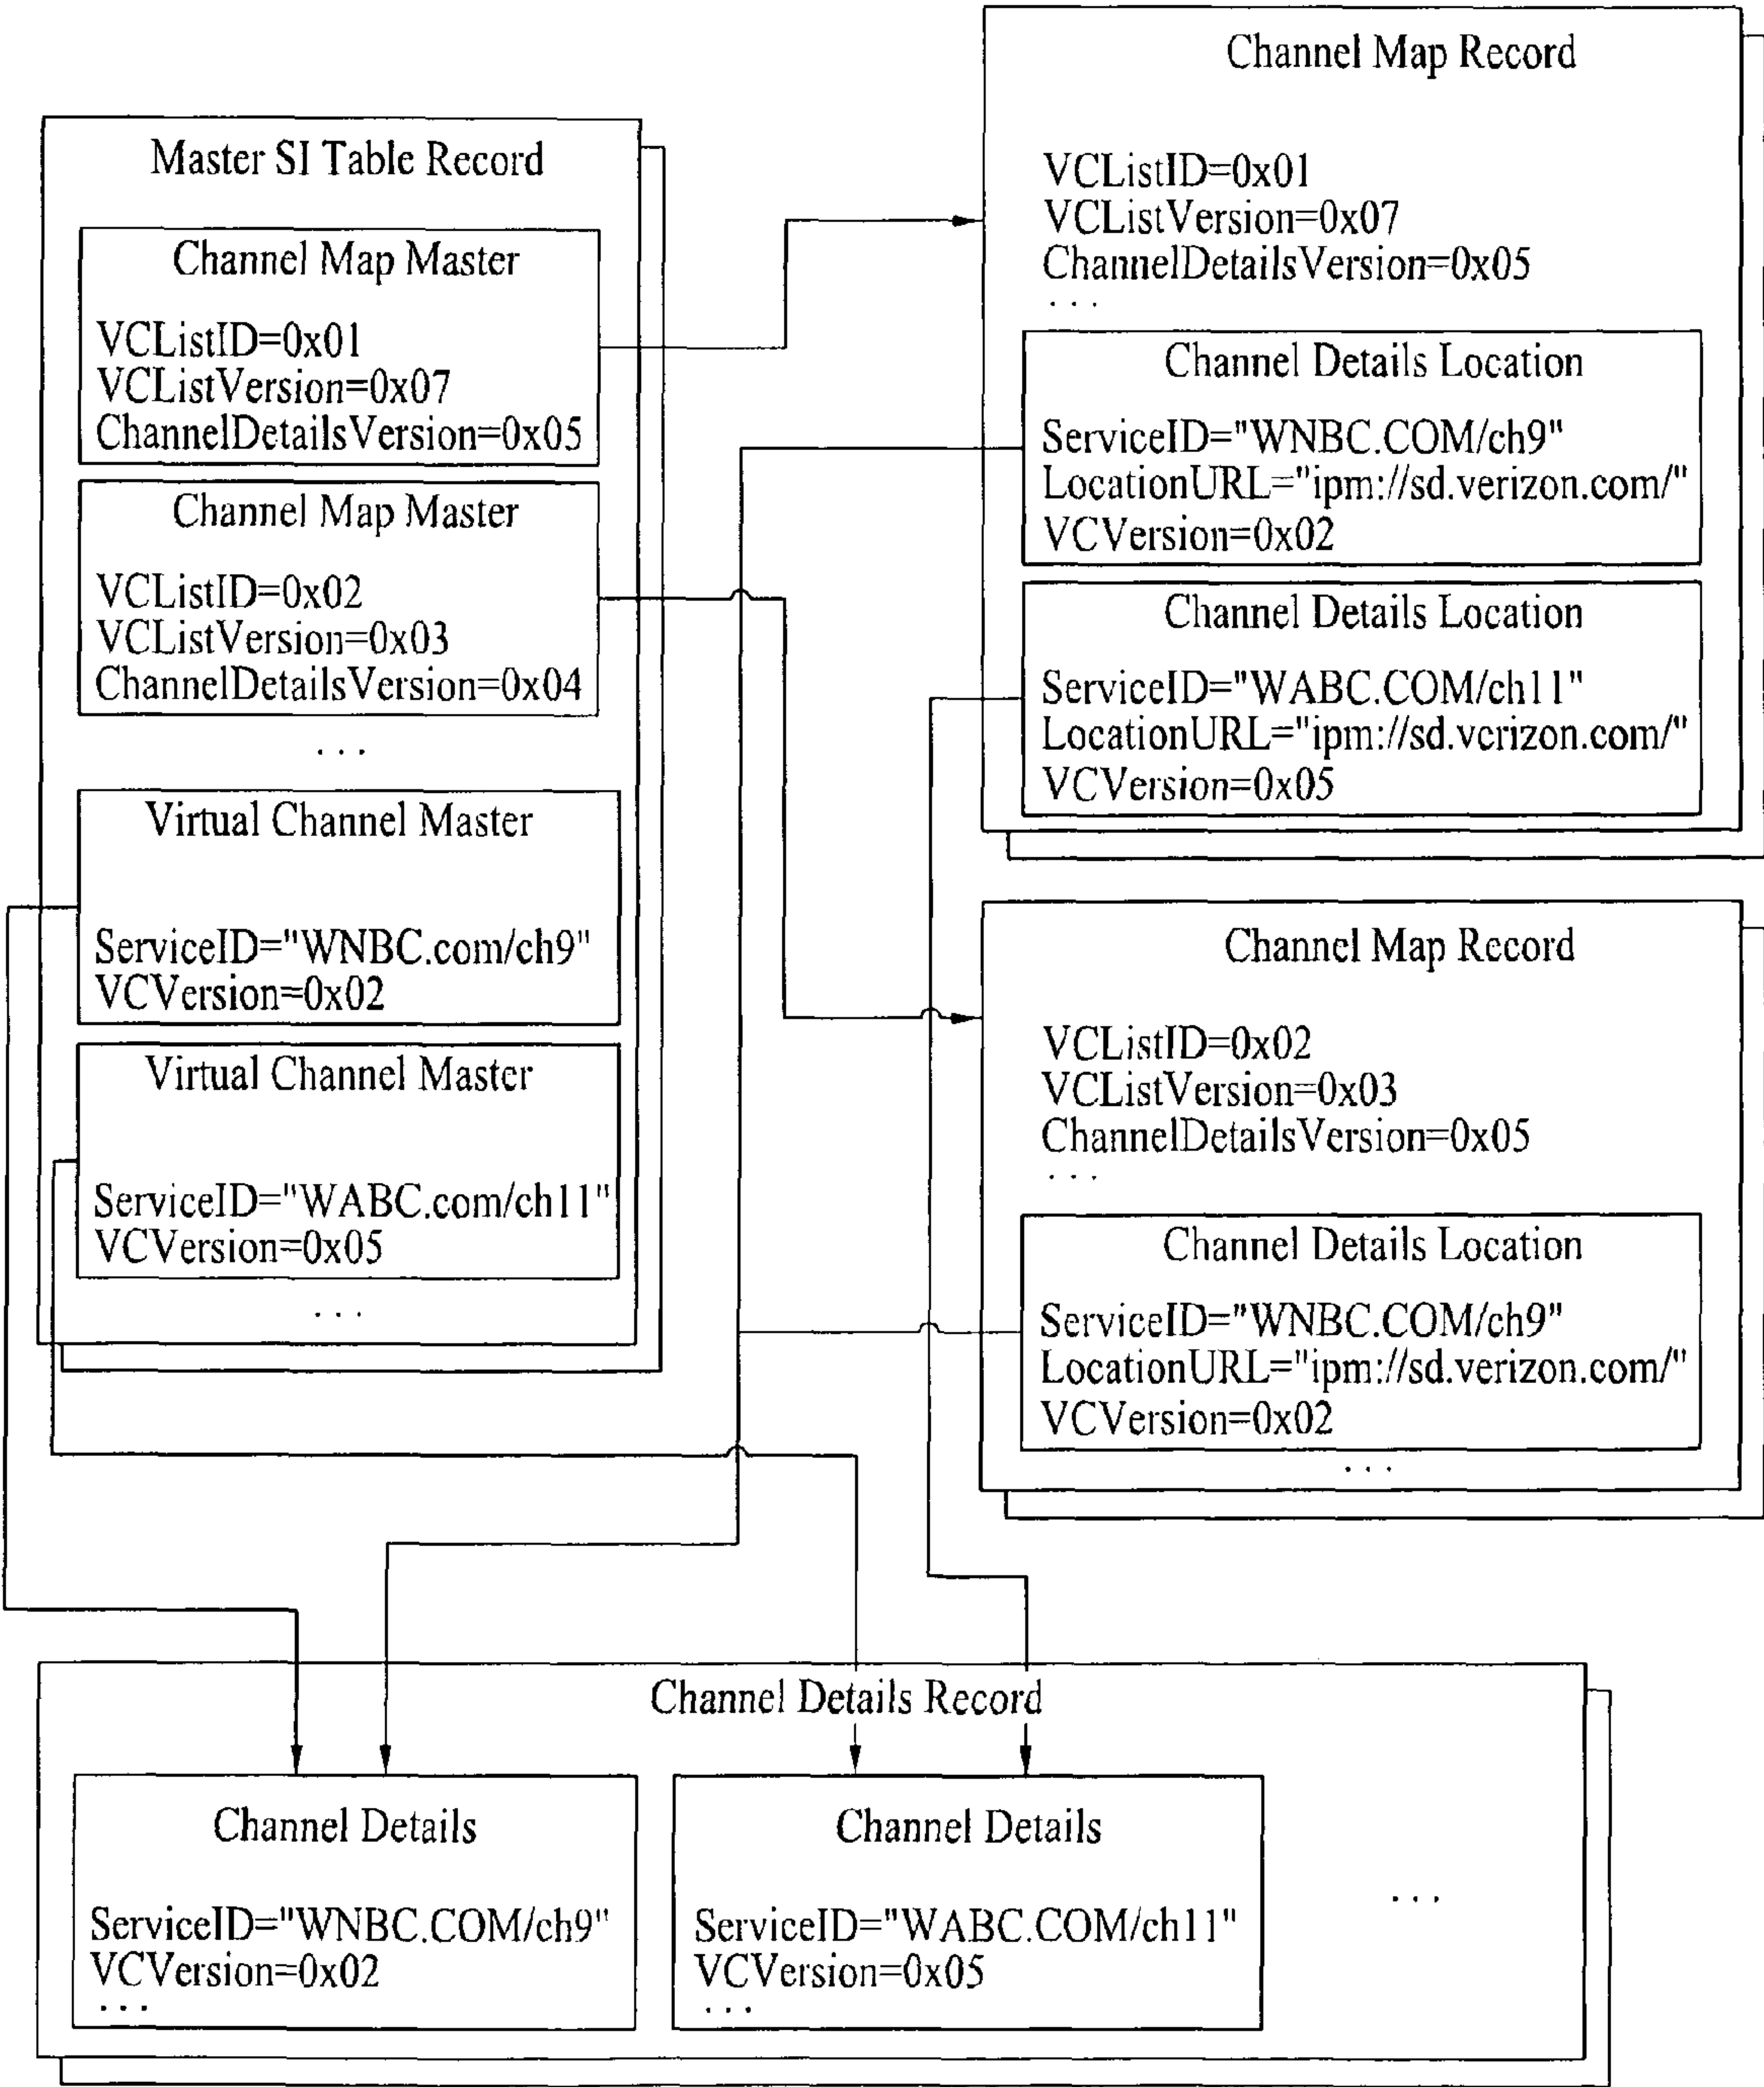 Master SI Table Record
Channel Map Master
VCListID=0x01
VCListVersion=0x07
ChannelDetailsVersion=0x05
Channel Map Master
VCListID=0x02
VCListVersion=0x03
ChannelDetailsVersion=0x04
. . .
Virtual Channel Master
ServiceID="WNBC.com/ch9"
VCVersion=0x02
Virtual Channel Master
ServiceID="WABC.com/ch11"
VCVersion=0x05
. . .
Channel Map Record
VCListID=0x01
VCListVersion=0x07
ChannelDetailsVersion=0x05
. . .
Channel Details Location
ServiceID="WNBC.COM/ch9"
LocationURL="ipm://sd.verizon.com/"
VCVersion=0x02
Channel Details Location
ServiceID="WABC.COM/ch11"
LocationURL="ipm://sd.verizon.com/"
VCVersion=0x05
Channel Map Record
VCListID=0x02
VCListVersion=0x03
ChannelDetailsVersion=0x05
. . .
Channel Details Location
ServiceID="WNBC.COM/ch9"
LocationURL="ipm://sd.verizon.com/"
VCVersion=0x02
. . .
Channel Details Record
Channel Details
ServiceID="WNBC.COM/ch9"
VCVersion=0x02
. . .
Channel Details
ServiceID="WABC.COM/ch11"
VCVersion=0x05
. . .
. . .